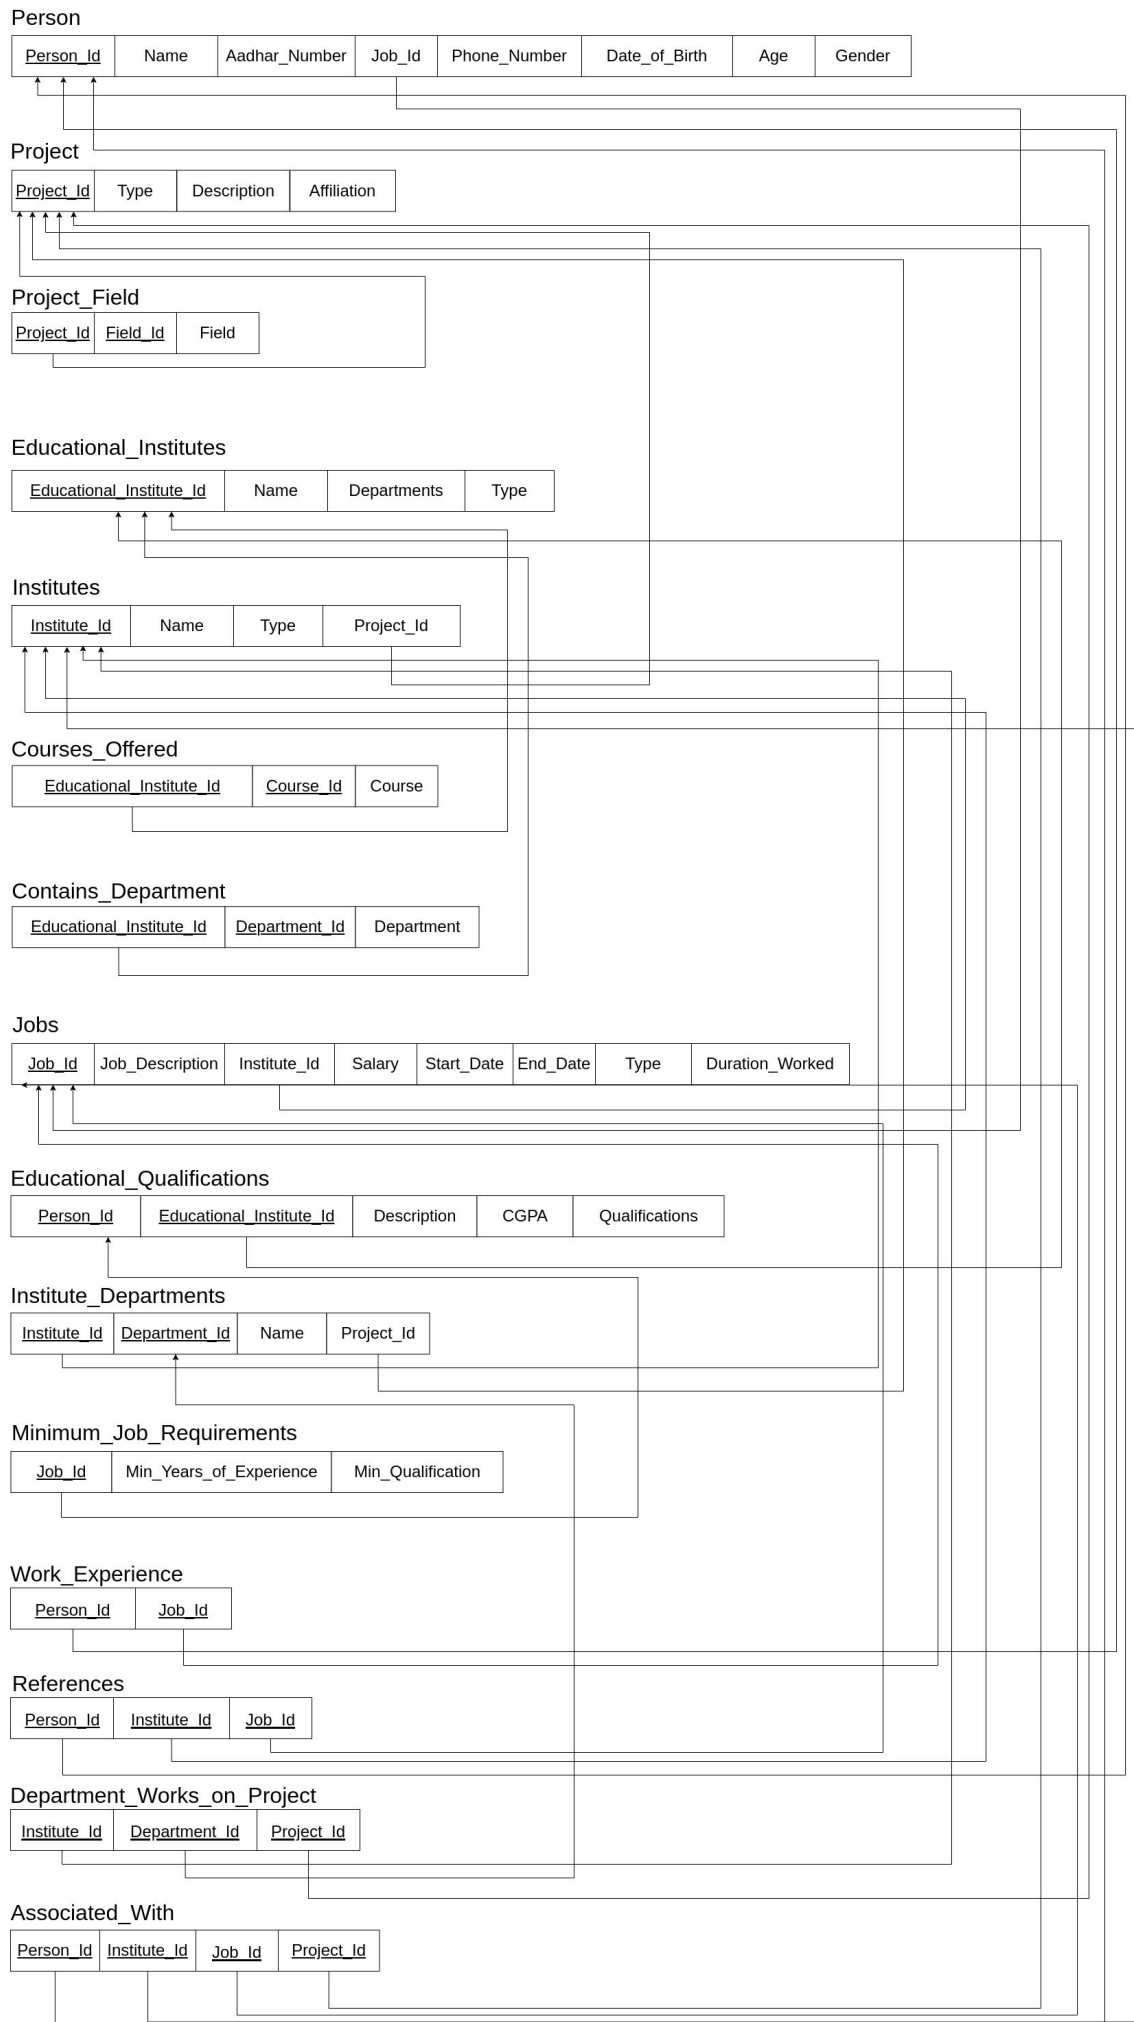 Person
Person_Id Name Aadhar_Number Job_Id Phone_Number Date_of_Birth Age Gender
Project
Project_Id Type Description Affiliation
Project_Field
Project_Id Field_Id Field
Educational_Institutes
Educational_Institute_Id Name Departments Type
Institutes
Institute_Id Name Type Project_Id
Courses_Offered
Educational_Institute_Id Course_Id Course
Contains_Department
Educational_Institute_Id Department_Id Department
Jobs
Job_Id Job_Description Institute_Id Salary Start_Date End_Date Type Duration_Worked
Educational_Qualifications
Person_Id Educational_Institute_Id Description CGPA Qualifications
Institute_Departments
Institute_Id Department_Id Name Project_Id
Minimum_Job_Requirements
Job_Id Min_Years_of_Experience Min_Qualification
Work_Experience
Person_Id Job_Id
References
Person_Id Institute_Id Job_Id
Department_Works_on_Project
Institute_Id Department_Id Project_Id
Associated_With
Person_Id Institute_Id Job_Id Project_Id